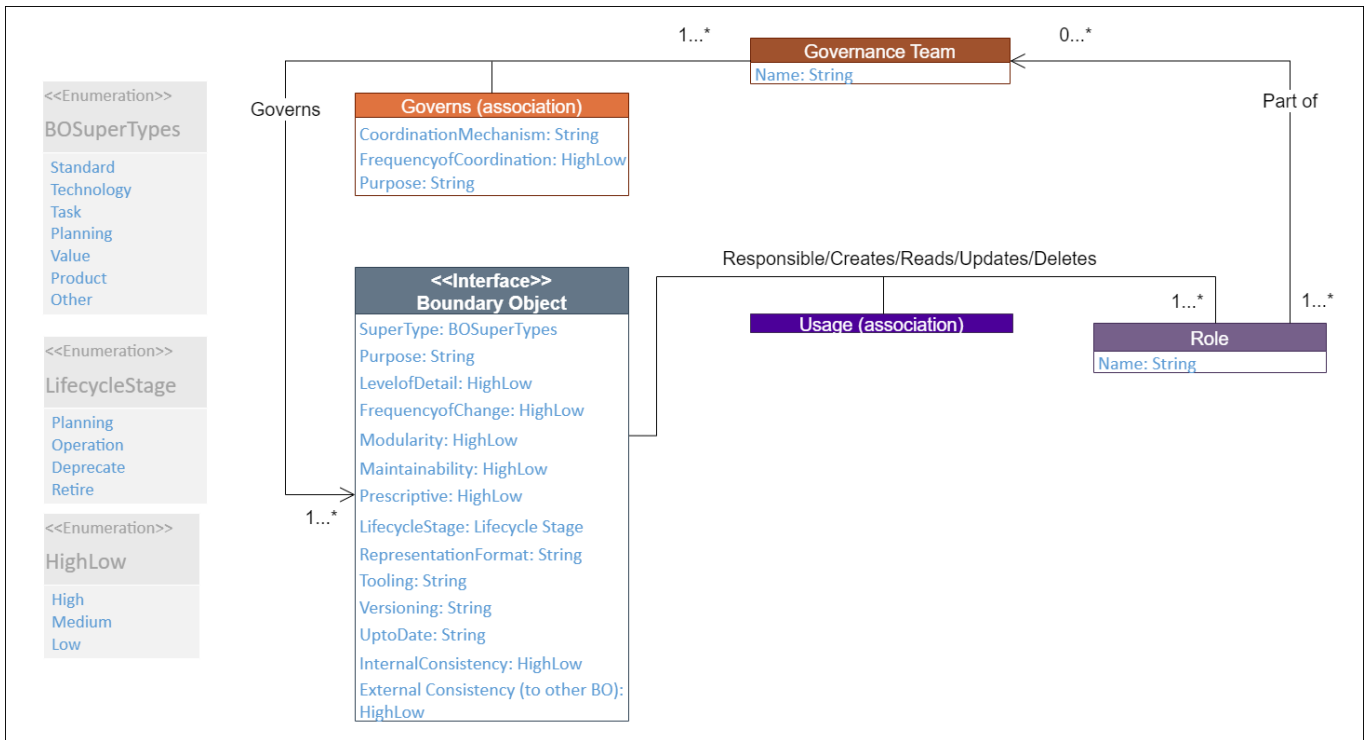 1...*
Governance Team
Name: String
0...*
Governs
Part of
Governs (association)
CoordinationMechanism: String
FrequencyofCoordination: HighLow
Purpose: String
<<Enumeration>>
BOSuperTypes
Standard
Technology
Task
Planning
Value
Product
Other
<<Enumeration>>
LifecycleStage
Planning
Operation
Deprecate
Retire
<<Enumeration>>
HighLow
High
Medium
Low
1...*
<<Interface>>
Boundary Object
SuperType: BOSuperTypes
Purpose: String
LevelofDetail: HighLow
FrequencyofChange: HighLow
Modularity: HighLow
Maintainability: HighLow
Prescriptive: HighLow
LifecycleStage: Lifecycle Stage
RepresentationFormat: String
Tooling: String
Versioning: String
UptoDate: String
InternalConsistency: HighLow
External Consistency (to other BO):
HighLow
Responsible/Creates/Reads/Updates/Deletes
Usage (association)
1...*
1...*
Role
Name: String